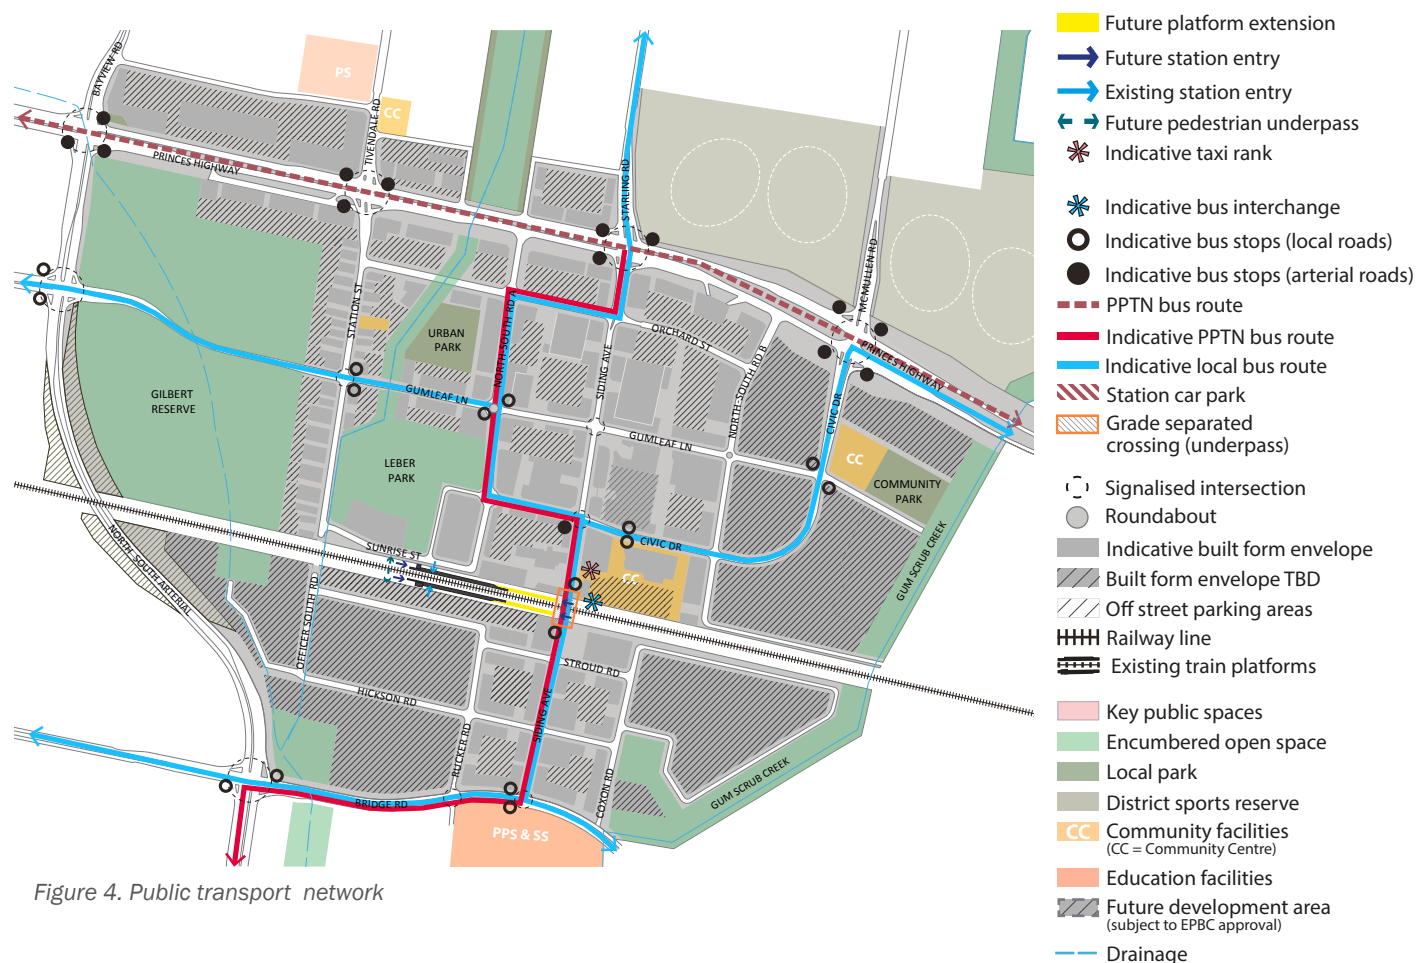 BAYVIEW RD
PS
CC
TIVENDALE RD
PRINCES HIGHWAY
STARLING RD
MCMULLEN RD
PRINCES HIGHWAY
STATION ST
URBAN
PARK
NORTH-SOUTH RD A
ORCHARD ST
SIDING AVE
NORTH-SOUTH RD B
CIVIC DR
GILBERT
RESERVE
GUMLEAF LN
GUMLEAF LN
LEBER
PARK
CC
COMMUNITY
PARK
CIVIC DR
SUNRISE ST
CC
NORTH-SOUTH ARTERIAL
OFFICER SOUTH RD
GUM SCRUB CREEK
STROUD RD
HICKSON RD
SIDING AVE
RUCKER RD
COXON RD
GUM SCRUB CREEK
BRIDGE RD
PPS & SS
Figure 4. Public transport network
Future platform extension
Future station entry
Existing station entry
Future pedestrian underpass
Indicative taxi rank
Indicative bus interchange
Indicative bus stops (local roads)
Indicative bus stops (arterial roads)
PPTN bus route
Indicative PPTN bus route
Indicative local bus route
Station car park
Grade separated
crossing (underpass)
Signalised intersection
Roundabout
Indicative built form envelope
Built form envelope TBD
Off street parking areas
Railway line
Existing train platforms
Key public spaces
Encumbered open space
Local park
District sports reserve
CC Community facilities
(CC = Community Centre)
Education facilities
Future development area
(subject to EPBC approval)
Drainage